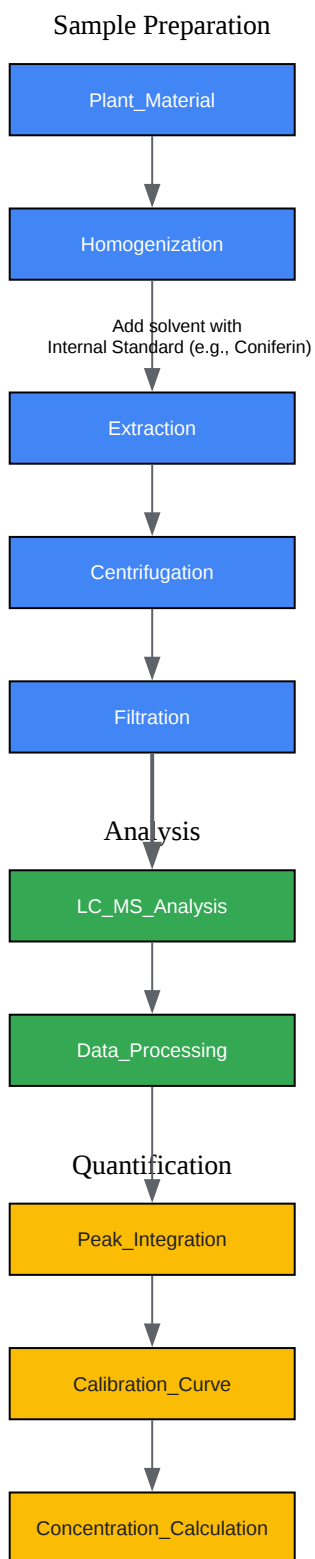 Sample Preparation
Plant_Material
Homogenization
Add solvent with
Internal Standard (e.g., Coniferin)
Extraction
Centrifugation
Filtration
Analysis
LC_MS_Analysis
Data_Processing
Quantification
Peak_Integration
Calibration_Curve
Concentration_Calculation